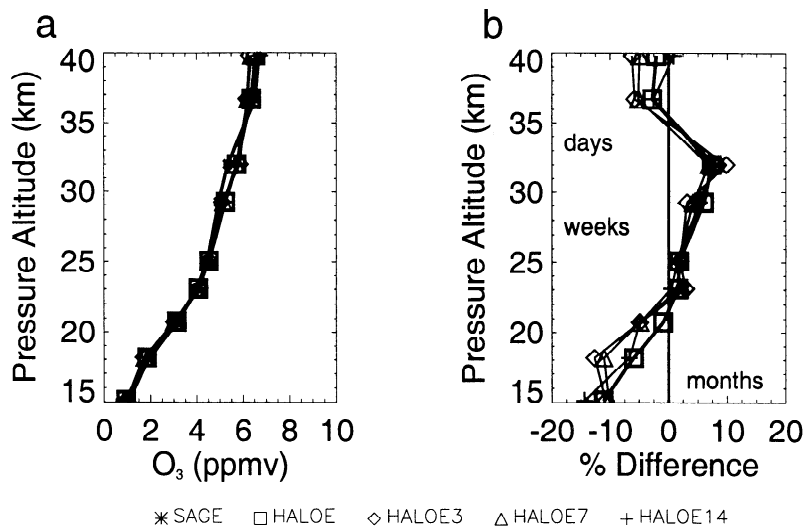 a
Pressure Altitude (km)
40
35
30
25
20
15
0 2 4 6 8 10
O₃ (ppmv)
b
Pressure Altitude (km)
40
35
30
25
20
15
days
weeks
months
-20 -10 0 10 20
% Difference
SAGE HALOE HALOE3 HALOE7 HALOE14